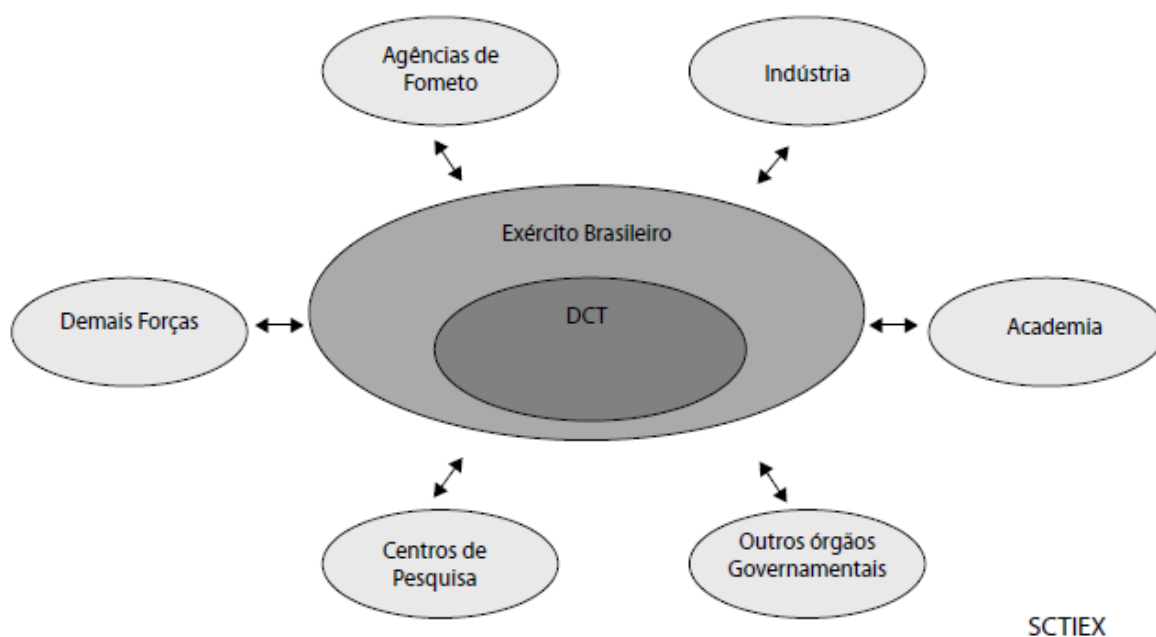 Agências de
Fometo
Indústria
Exército Brasileiro
Demais Forças
DCT
Academia
Centros de
Pesquisa
Outros órgãos
Governamentais
SCTIEX